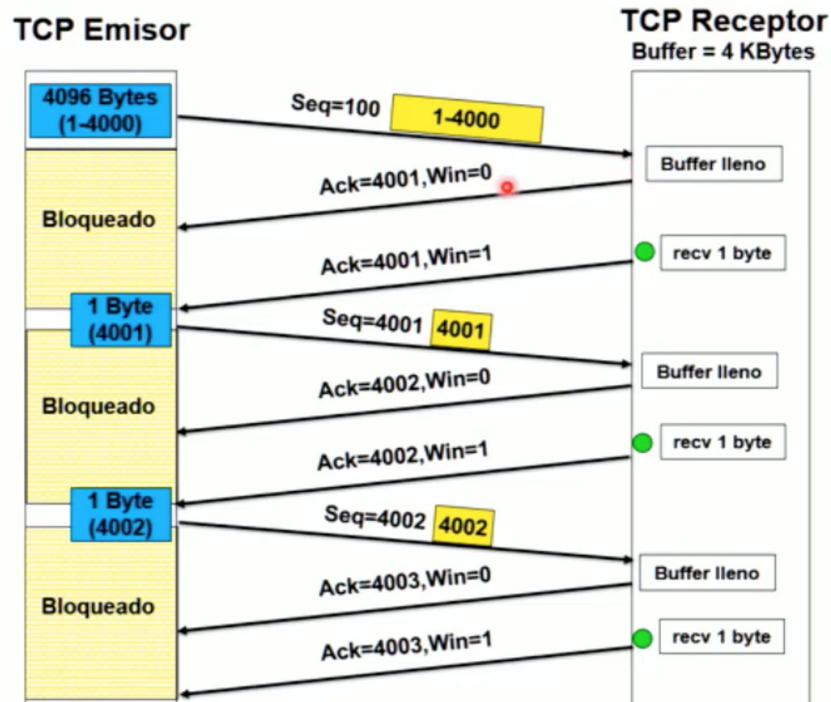 TCP Emisor
TCP Receptor
Buffer = 4 KBytes
4096 Bytes
(1-4000)
Seq=100
1-4000
Buffer lleno
Ack=4001,Win=0
Bloqueado
Ack=4001,Win=1
recv 1 byte
1 Byte
(4001)
Seq=4001
4001
Buffer lleno
Ack=4002,Win=0
Bloqueado
Ack=4002,Win=1
recv 1 byte
1 Byte
(4002)
Seq=4002
4002
Buffer lleno
Ack=4003,Win=0
Bloqueado
Ack=4003,Win=1
recv 1 byte